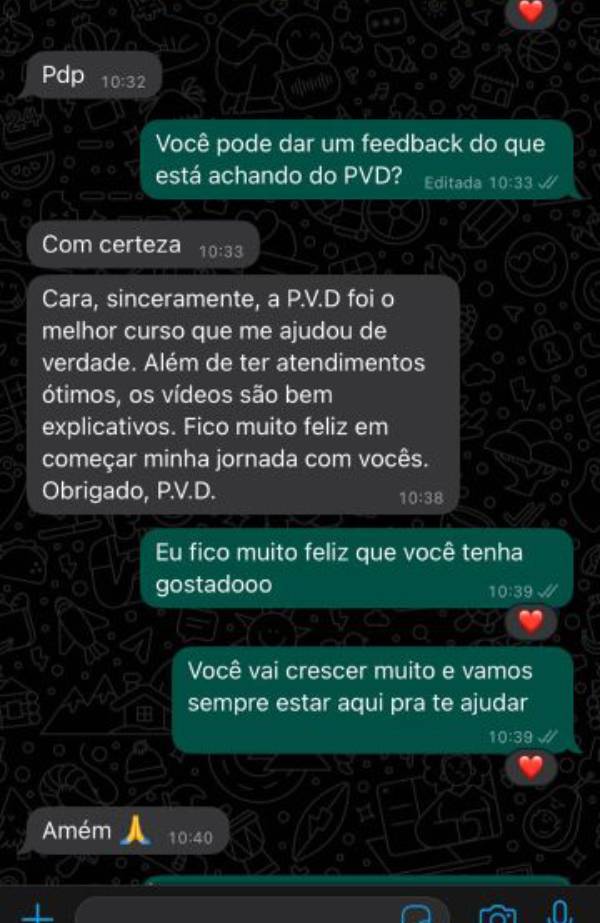 Pdp 10:32
Você pode dar um feedback do que
está achando do PVD? Editada 10:33
Com certeza 10:33
Cara, sinceramente, a P.V.D foi o
melhor curso que me ajudou de
verdade. Além de ter atendimentos
ótimos, os vídeos são bem
explicativos. Fico muito feliz em
começar minha jornada com vocês.
Obrigado, P.V.D. 10:38
Eu fico muito feliz que você tenha
gostadooo 10:39
Você vai crescer muito e vamos
sempre estar aqui pra te ajudar
10:39
Amém 🙏 10:40